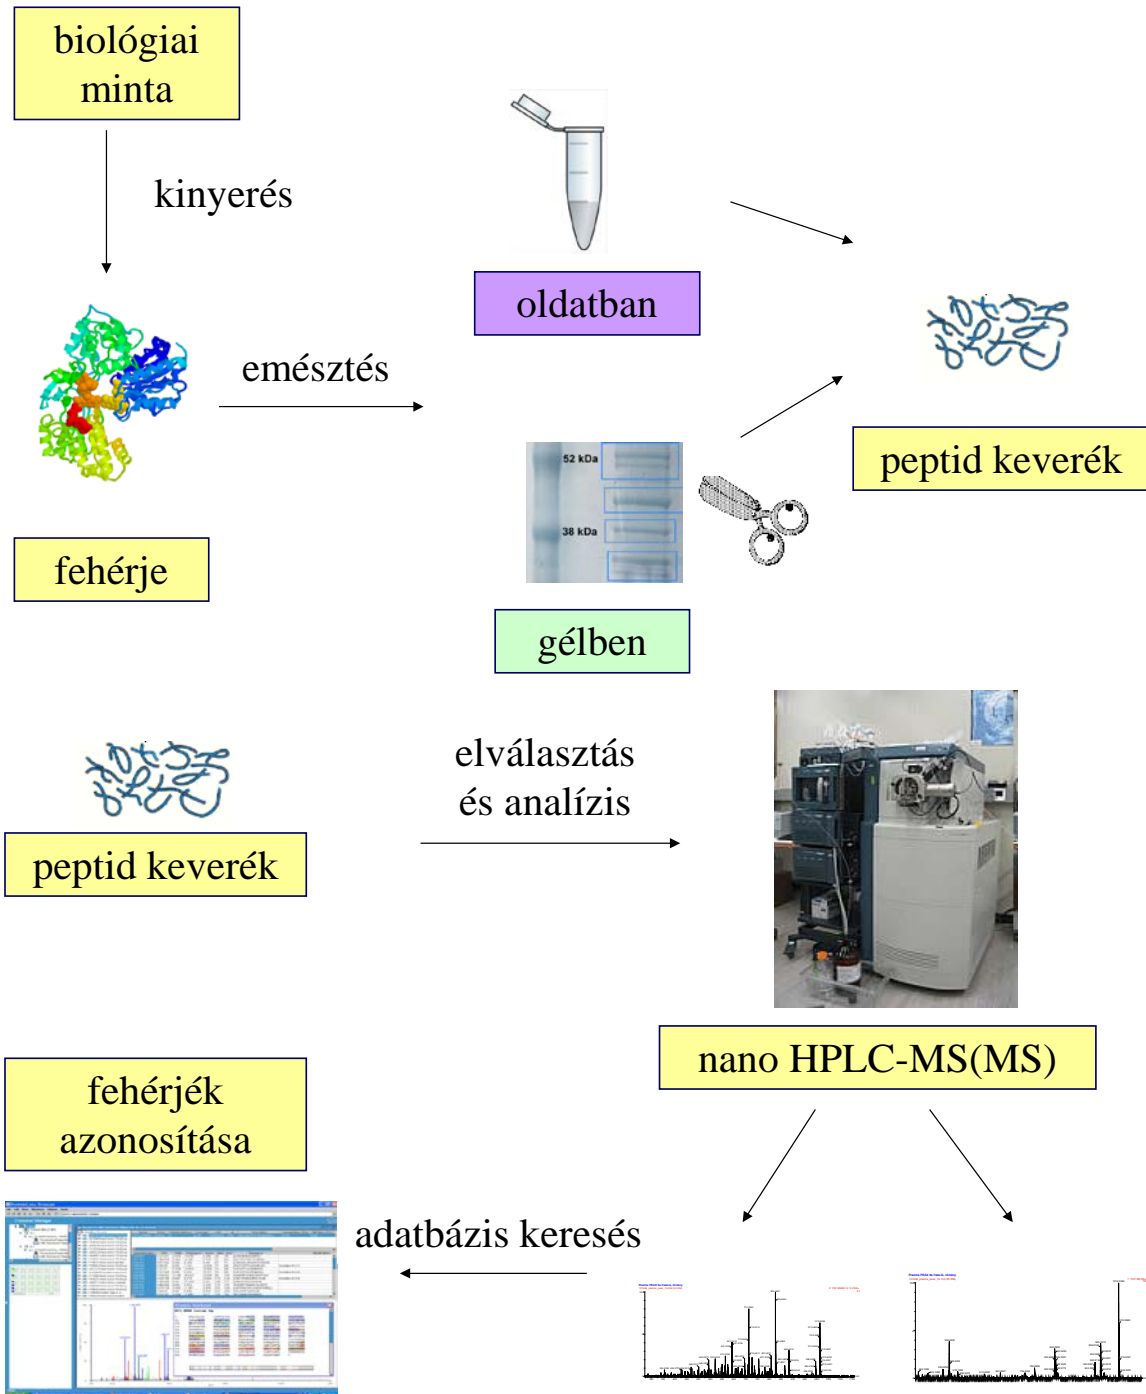 biológiai
minta
kinyerés
oldatban
emésztés
52 kDa
38 kDa
peptid keverék
fehérje
gélben
elválasztás
és analízis
peptid keverék
nano HPLC-MS(MS)
fehérjék
azonosítása
adatbázis keresés